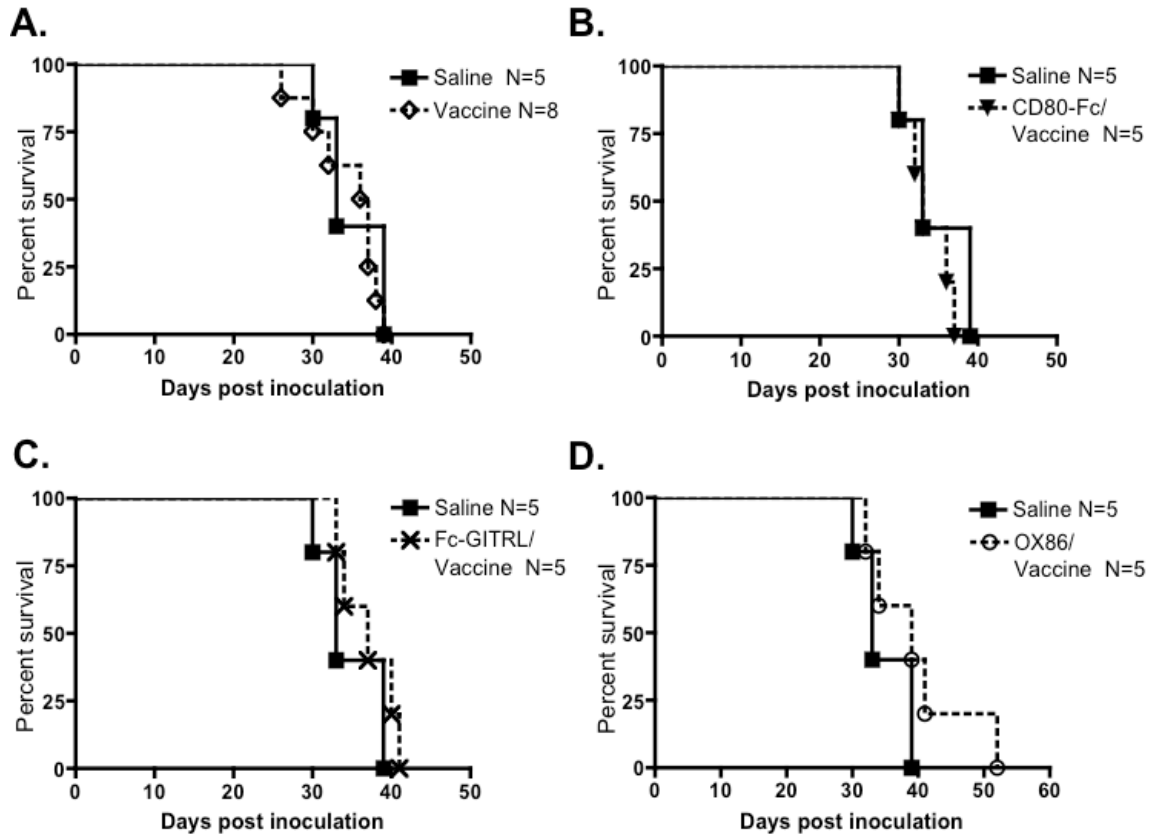 A.
100
75
50
25
0
Percent survival
Saline N=5
Vaccine N=8
0 10 20 30 40 50
Days post inoculation
B.
100
75
50
25
0
Percent survival
Saline N=5
CD80-Fc/
Vaccine N=5
0 10 20 30 40 50
Days post inoculation
C.
100
75
50
25
0
Percent survival
Saline N=5
Fc-GITRL/
Vaccine N=5
0 10 20 30 40 50
Days post inoculation
D.
100
75
50
25
0
Percent survival
Saline N=5
OX86/
Vaccine N=5
0 10 20 30 40 50 60
Days post inoculation